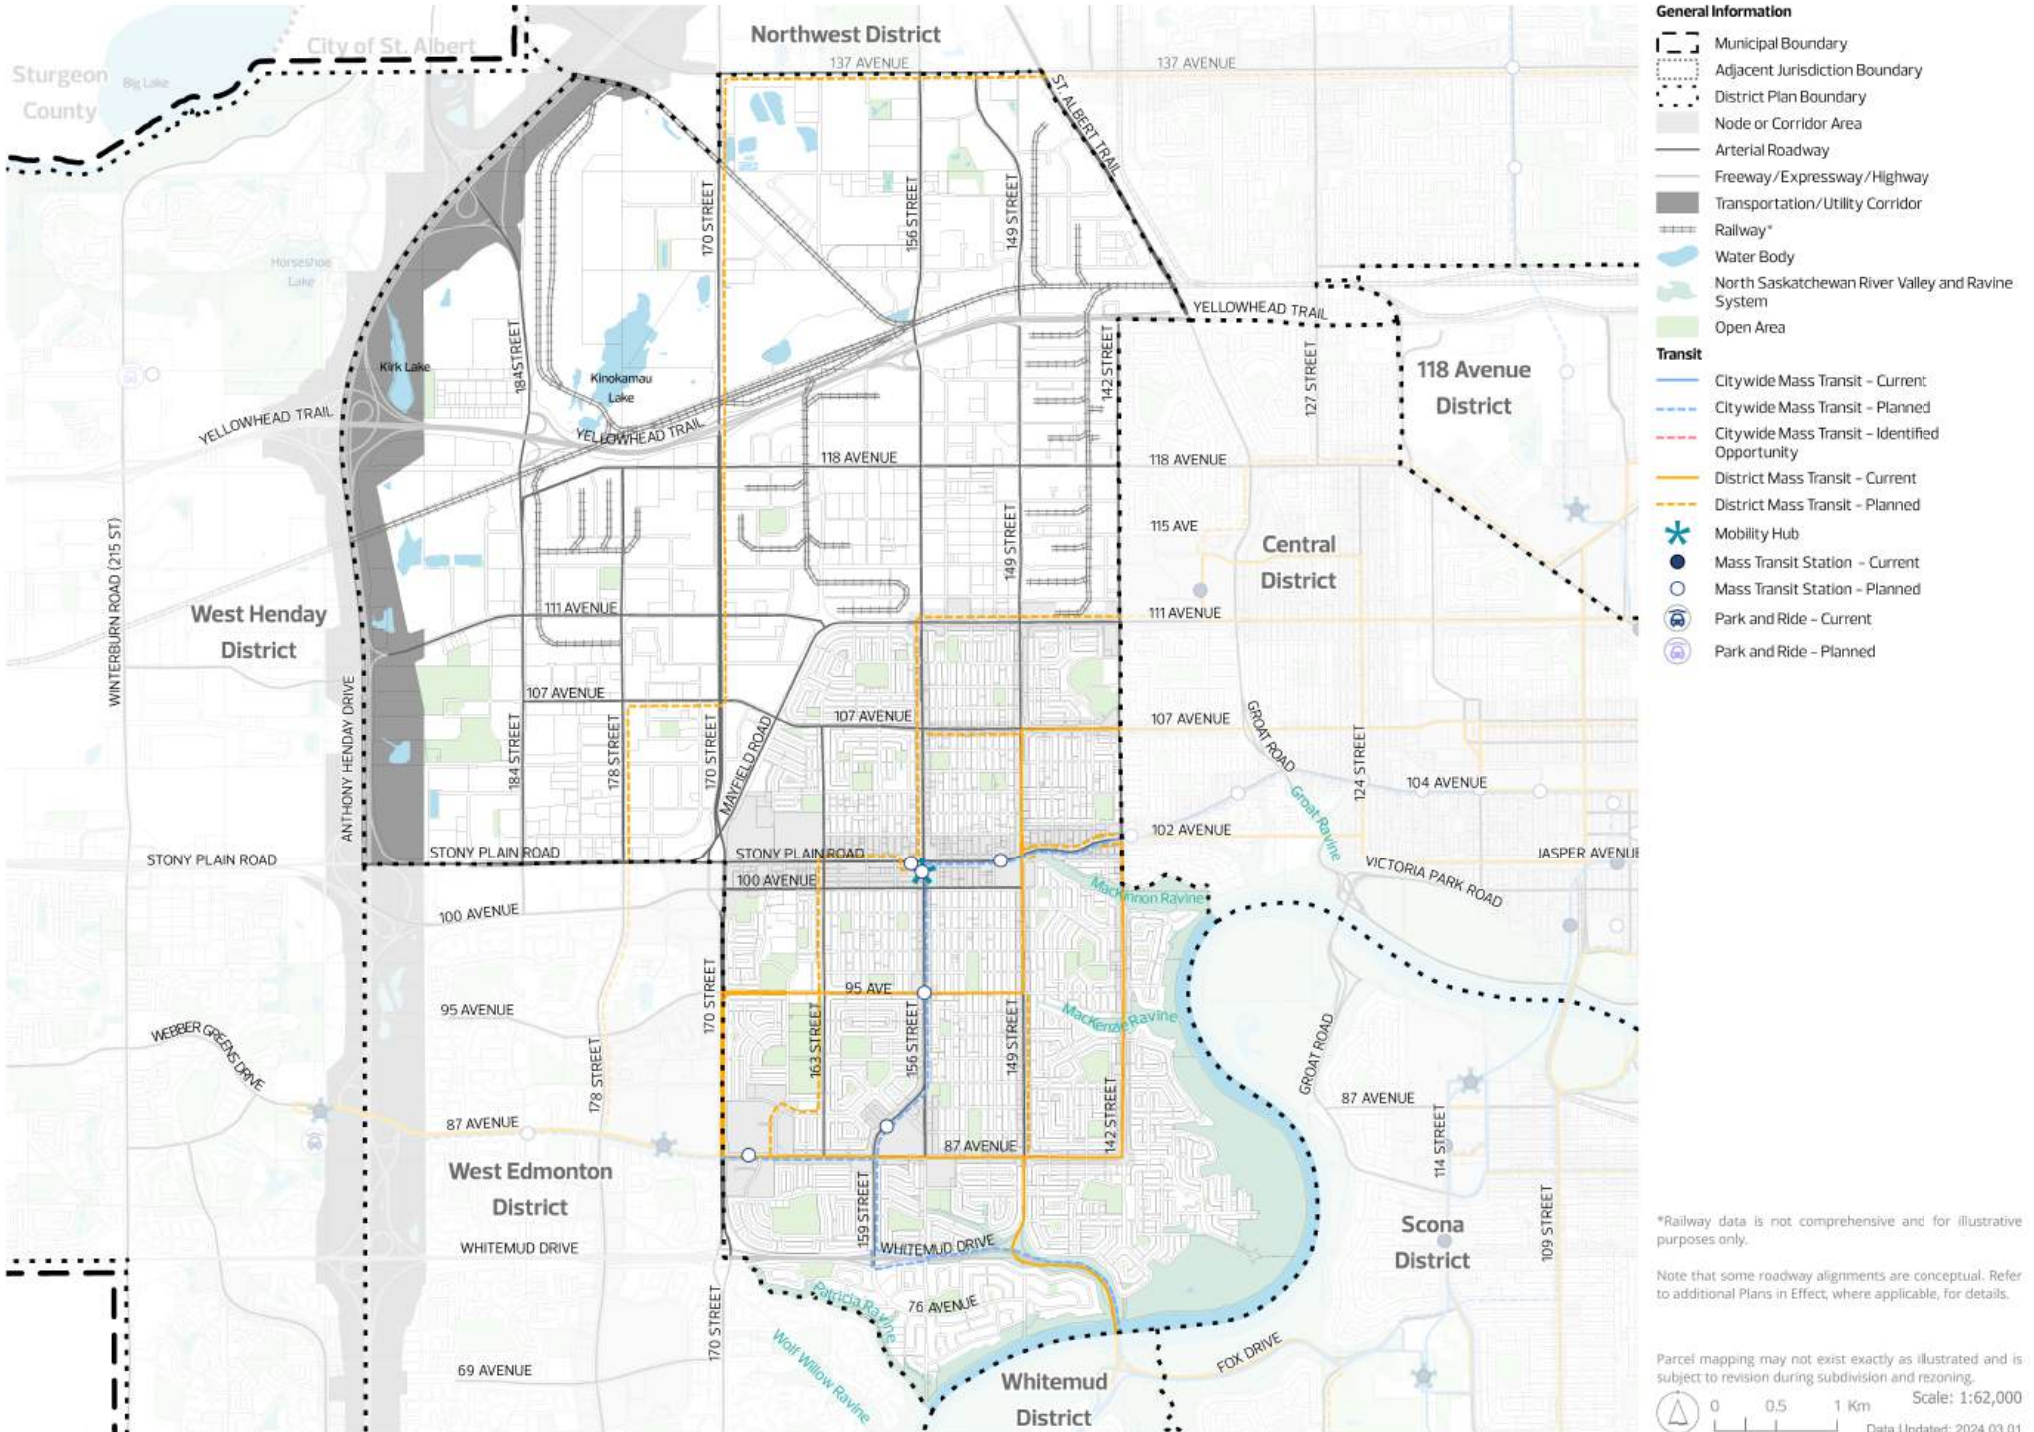 General Information
Municipal Boundary
Adjacent Jurisdiction Boundary
District Plan Boundary
Node or Corridor Area
Arterial Roadway
Freeway/Expressway/Highway
Transportation/Utility Corridor
Railway*
Water Body
North Saskatchewan River Valley and Ravine
System
Open Area
Transit
Citywide Mass Transit - Current
Citywide Mass Transit - Planned
Citywide Mass Transit - Identified
Opportunity
District Mass Transit - Current
District Mass Transit - Planned
Mobility Hub
Mass Transit Station - Current
Mass Transit Station - Planned
Park and Ride - Current
Park and Ride - Planned
*Railway data is not comprehensive and for illustrative
purposes only.
Note that some roadway alignments are conceptual. Refer
to additional Plans in Effect, where applicable, for details.
Parcel mapping may not exist exactly as illustrated and is
subject to revision during subdivision and rezoning.
Scale: 1:62,000
0 0.5 1 Km
Data Updated: 2024.03.01
Northwest District
City of St. Albert
Sturgeon
County
Big Lake
137 AVENUE
137 AVENUE
ST. ALBERT TRAIL
170 STREET
156 STREET
149 STREET
Horseshoe
Lake
Kirk Lake
184 STREET
Kinokamau
Lake
YELLOWHEAD TRAIL
YELLOWHEAD TRAIL
YELLOWHEAD TRAIL
142 STREET
127 STREET
118 Avenue
District
118 AVENUE
118 AVENUE
149 STREET
115 AVE
Central
District
WINTERBURN ROAD (215 ST)
West Henday
District
111 AVENUE
111 AVENUE
ANTHONY HENDAY DRIVE
107 AVENUE
107 AVENUE
107 AVENUE
184 STREET
178 STREET
170 STREET
MAYFIELD ROAD
GROAT ROAD
124 STREET
104 AVENUE
Groat Ravine
102 AVENUE
STONY PLAIN ROAD
STONY PLAIN ROAD
STONY PLAIN ROAD
JASPER AVENUE
VICTORIA PARK ROAD
100 AVENUE
100 AVENUE
MacKinnon Ravine
95 AVENUE
95 AVE
170 STREET
163 STREET
156 STREET
149 STREET
MacKenzie Ravine
WEBBER GREENS DRIVE
178 STREET
GROAT ROAD
87 AVENUE
87 AVENUE
87 AVENUE
142 STREET
114 STREET
West Edmonton
District
159 STREET
Scona
District
109 STREET
WHITEMUD DRIVE
WHITEMUD DRIVE
Patricia Ravine
76 AVENUE
170 STREET
Wolf Willow Ravine
69 AVENUE
FOX DRIVE
Whitemud
District